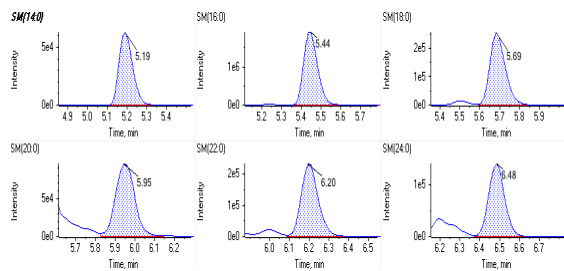 SM(14:0)
SM(16:0)
SM(18:0)
5e4
5.19
0e0
4.9 5.0 5.1 5.2 5.3 5.4
Time, min
Intensity
1e6
5.44
0e0
5.2 5.3 5.4 5.5 5.6 5.7
Time, min
Intensity
2e5
1e5
5.69
0e0
5.4 5.5 5.6 5.7 5.8 5.9
Time, min
Intensity
SM(20:0)
SM(22:0)
SM(24:0)
5e4
5.95
0e0
5.7 5.8 5.9 6.0 6.1 6.2
Time, min
Intensity
2e5
1e5
6.20
0e0
6.0 6.1 6.2 6.3 6.4 6.5
Time, min
Intensity
1e5
6.48
0e0
6.2 6.3 6.4 6.5 6.6 6.7
Time, min
Intensity